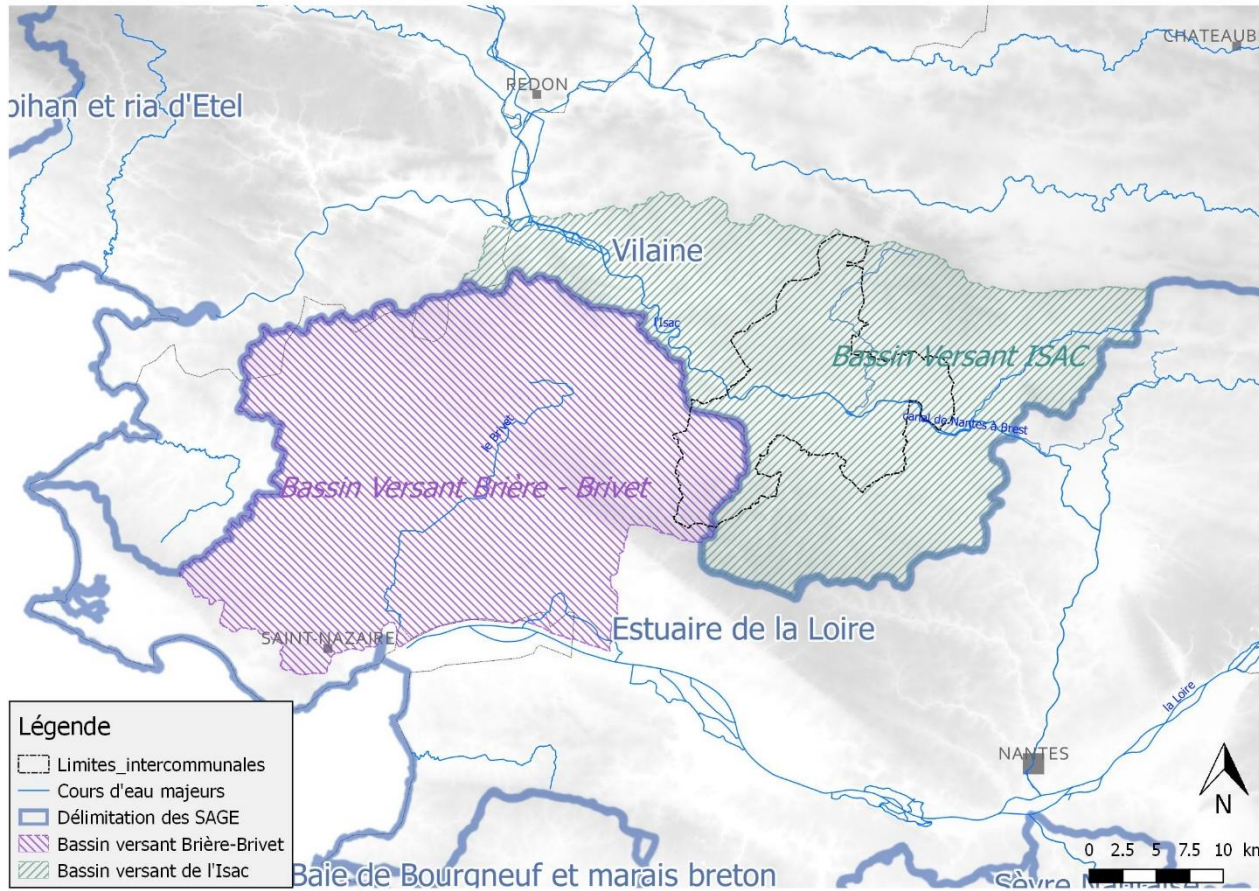 CHATEAUB
REDON
bihan et ria d'Etel
Vilaine
l'Isac
Bassin Versant ISAC
canal de Nantes à Brest
le Brivet
Bassin Versant Brière - Brivet
Estuaire de la Loire
SAINT-NAZAIRE
la Loire
NANTES
N
Légende
Limites_intercommunales
Cours d'eau majeurs
Délimitation des SAGE
Bassin versant Brière-Brivet
Bassin versant de l'Isac
0 2.5 5 7.5 10 km
Baie de Bourgneuf et marais breton
Sèvre Nantaise